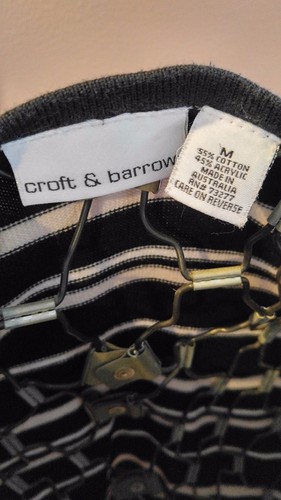 croft & barrow
M
55% COTTON
45% ACRYLIC
MADE IN
AUSTRALIA
RN# 73277
CARE ON REVERSE